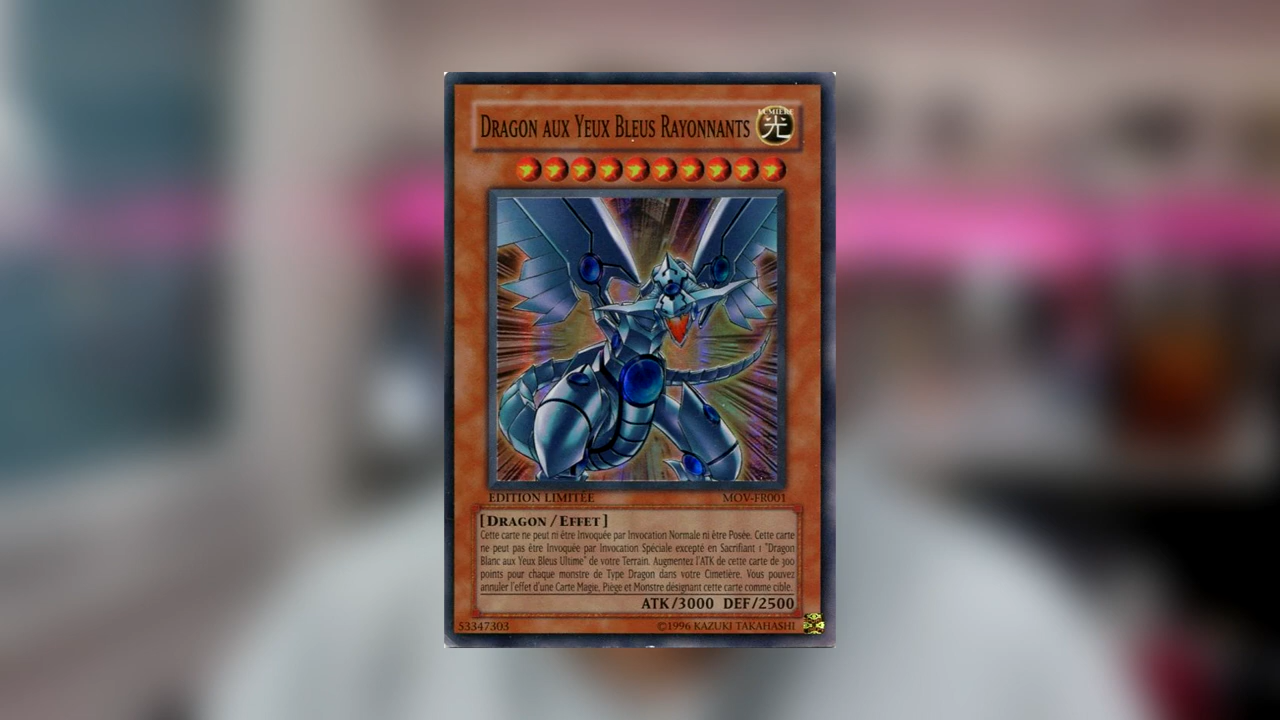 DRAGON AUX YEUX BLEUS RAYONNANTS
LUMIÈRE
光
EDITION LIMITÉE MOV-FR001
[DRAGON / EFFET]
Cette carte ne peut ni être Invoquée par Invocation Normale ni être Posée. Cette carte
ne peut pas être Invoquée par Invocation Spéciale excepté en Sacrifiant 1 "Dragon
Blanc aux Yeux Bleus Ultime" de votre Terrain. Augmentez l'ATK de cette carte de 300
points pour chaque monstre de Type Dragon dans votre Cimetière. Vous pouvez
annuler l'effet d'une Carte Magie, Piège et Monstre désignant cette carte comme cible.
ATK/3000 DEF/2500
53347303 ©1996 KAZUKI TAKAHASHI